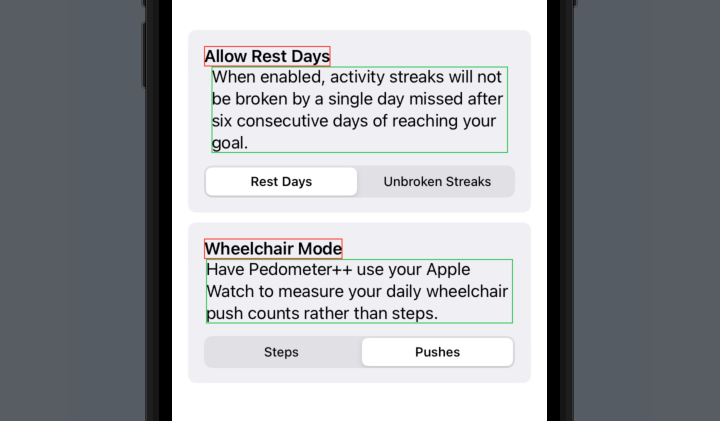 Allow Rest Days
When enabled, activity streaks will not
be broken by a single day missed after
six consecutive days of reaching your
goal.
Rest Days Unbroken Streaks
Wheelchair Mode
Have Pedometer++ use your Apple
Watch to measure your daily wheelchair
push counts rather than steps.
Steps Pushes